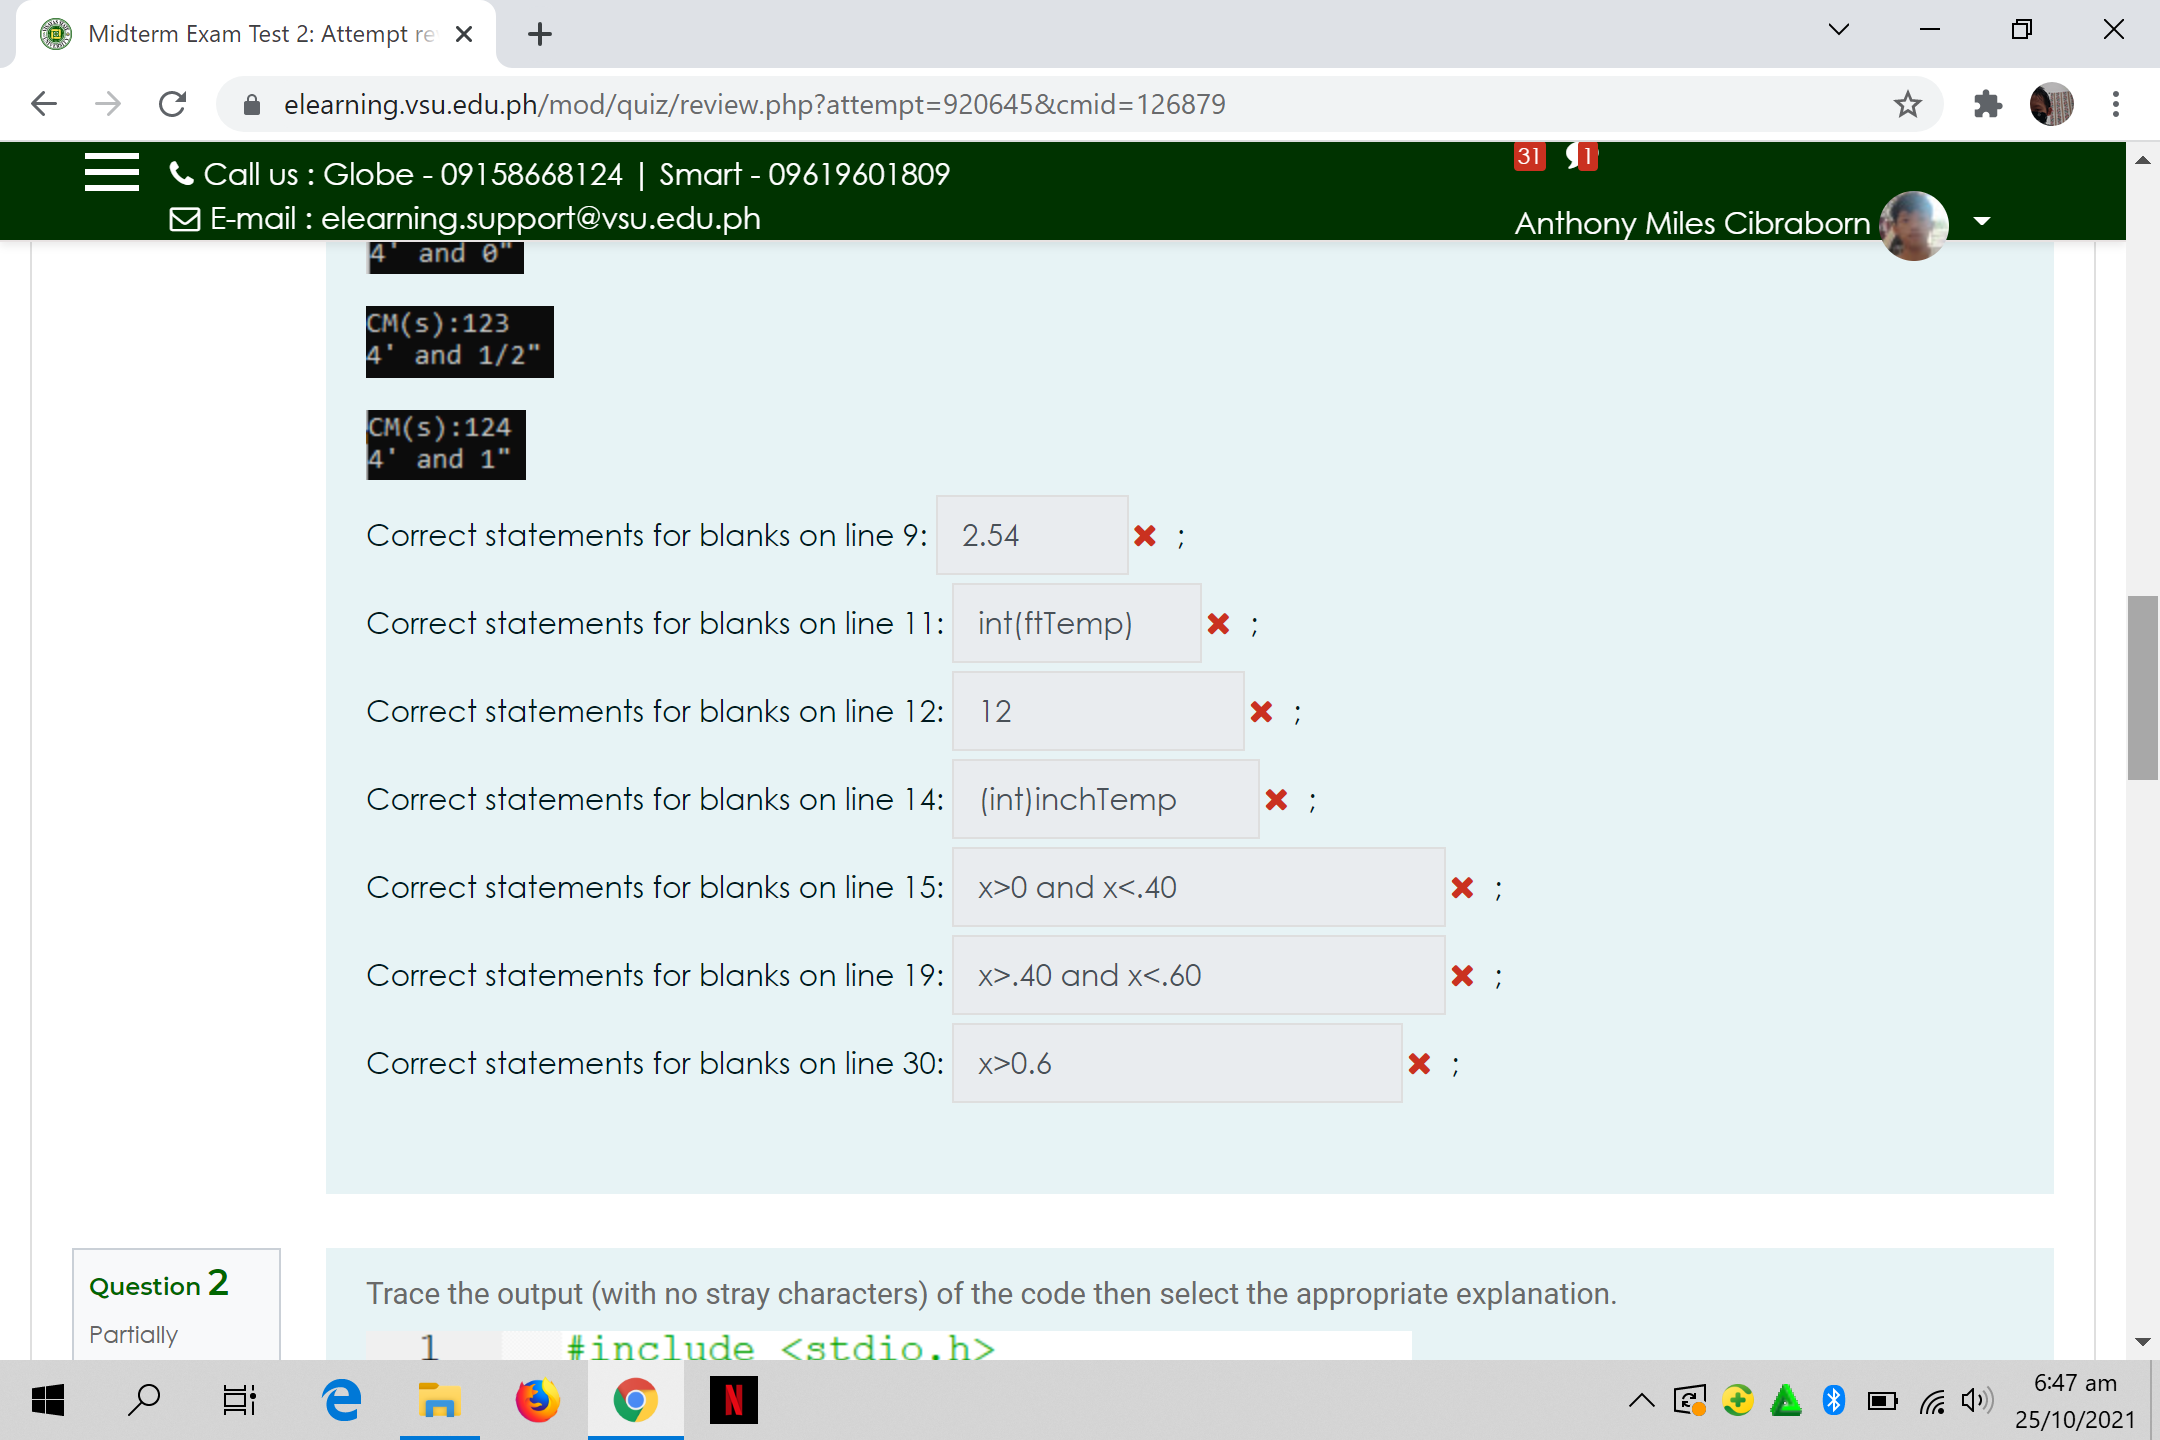 Midterm Exam Test 2: Attempt re
elearning.vsu.edu.ph/mod/quiz/review.php?attempt=920645&cmid=126879
Call us : Globe - 09158668124 | Smart - 09619601809
31
1
E-mail : elearning.support@vsu.edu.ph
Anthony Miles Cibraborn
4' and 0"
CM(s):123
4' and 1/2"
CM(s):124
4' and 1"
Correct statements for blanks on line 9: 2.54 ;
Correct statements for blanks on line 11: int(ftTemp) ;
Correct statements for blanks on line 12: 12 ;
Correct statements for blanks on line 14: (int)inchTemp ;
Correct statements for blanks on line 15: x>0 and x<.40 ;
Correct statements for blanks on line 19: x>.40 and x<.60 ;
Correct statements for blanks on line 30: x>0.6 ;
Question 2
Partially
Trace the output (with no stray characters) of the code then select the appropriate explanation.
1 #include <stdio.h>
6:47 am
25/10/2021